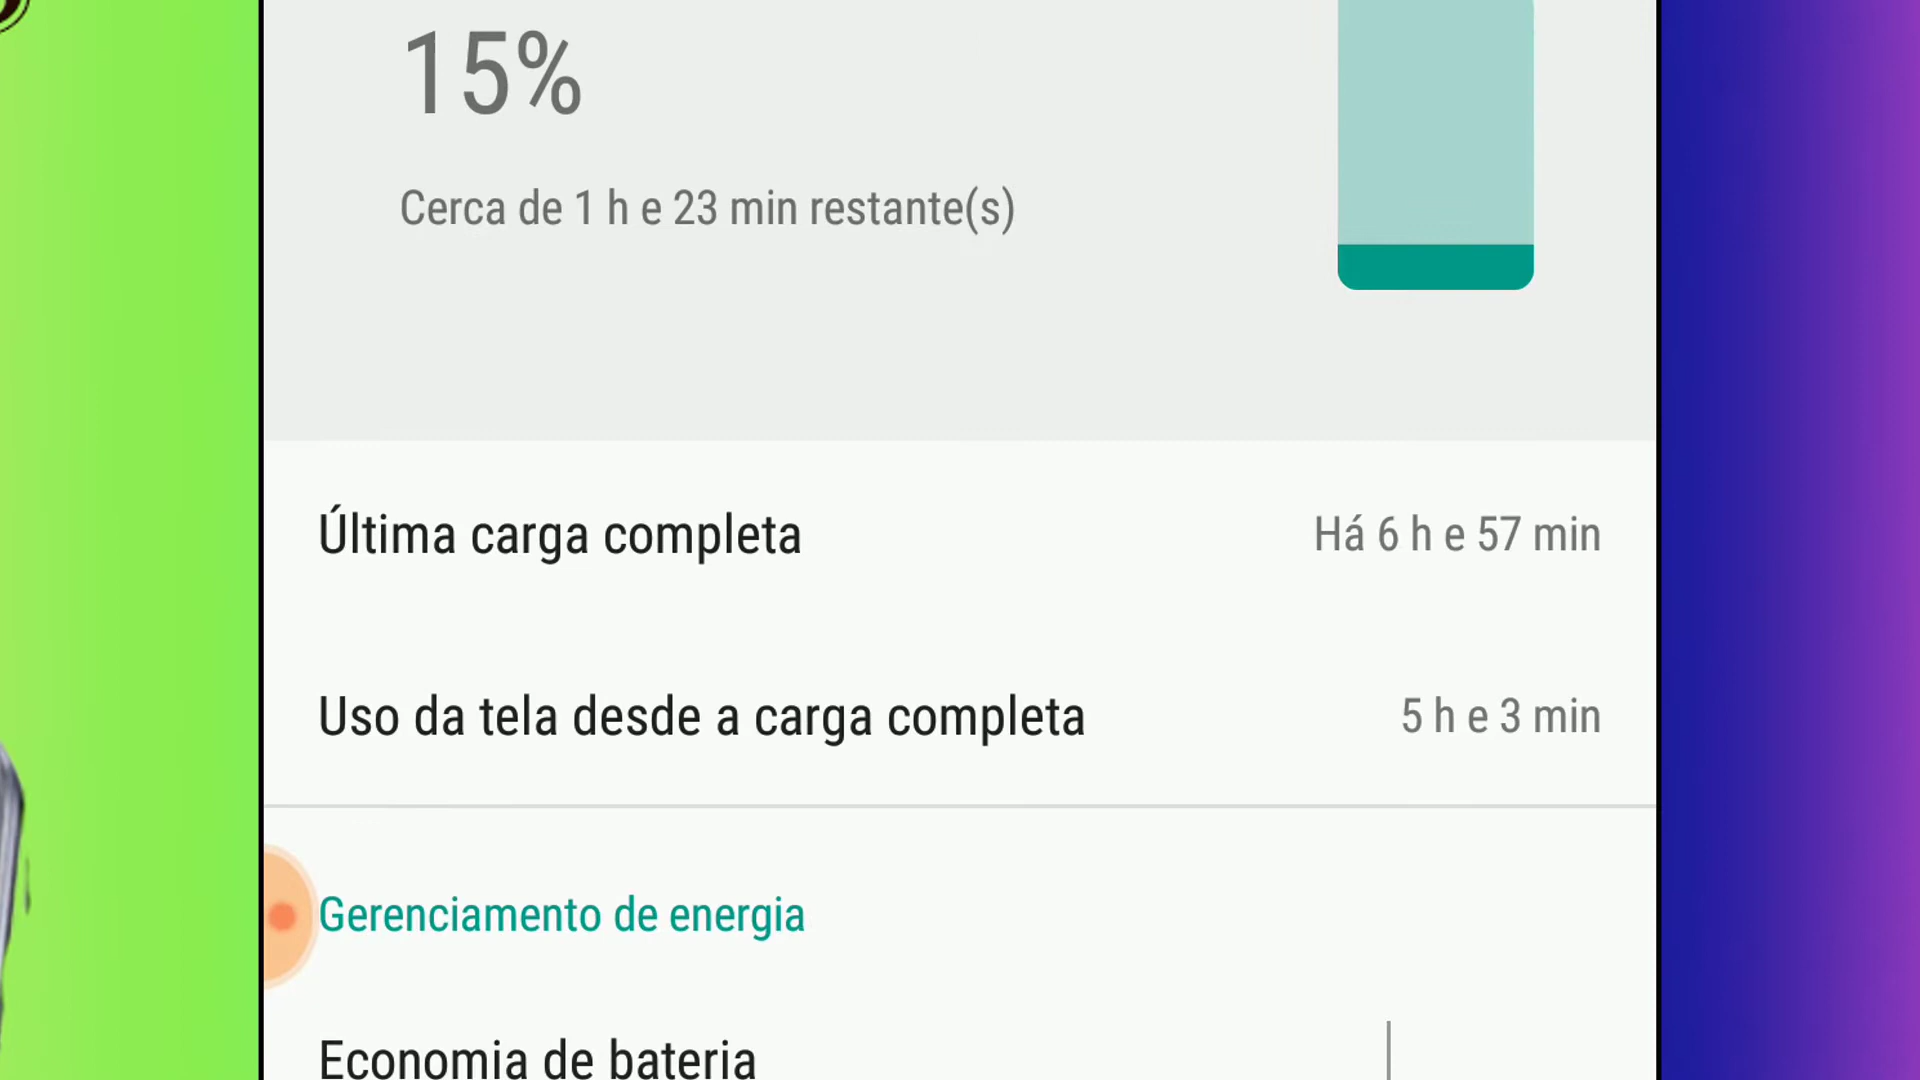 15%
Cerca de 1 h e 23 min restante(s)
Última carga completa
Há 6 h e 57 min
Uso da tela desde a carga completa
5 h e 3 min
Gerenciamento de energia
Economia de bateria